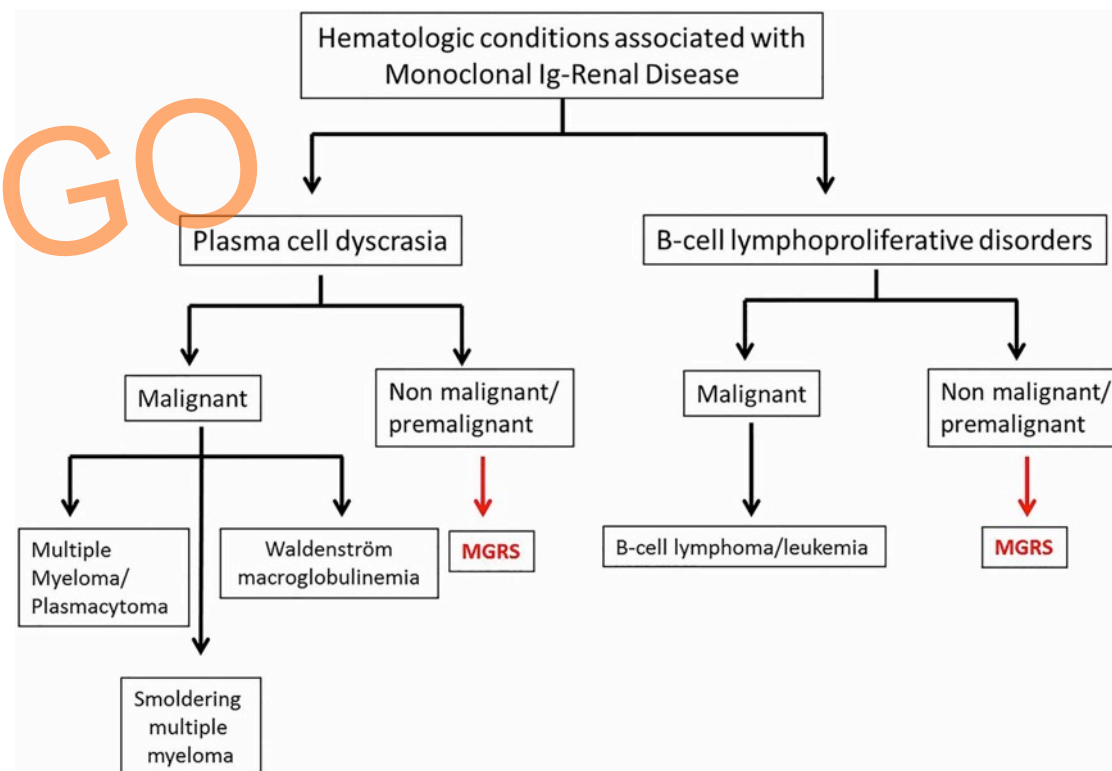 Hematologic conditions associated with
Monoclonal Ig-Renal Disease
GO
Plasma cell dyscrasia
B-cell lymphoproliferative disorders
Malignant
Non malignant/
premalignant
Malignant
Non malignant/
premalignant
Multiple
Myeloma/
Plasmacytoma
Waldenström
macroglobulinemia
MGRS
B-cell lymphoma/leukemia
MGRS
Smoldering
multiple
myeloma